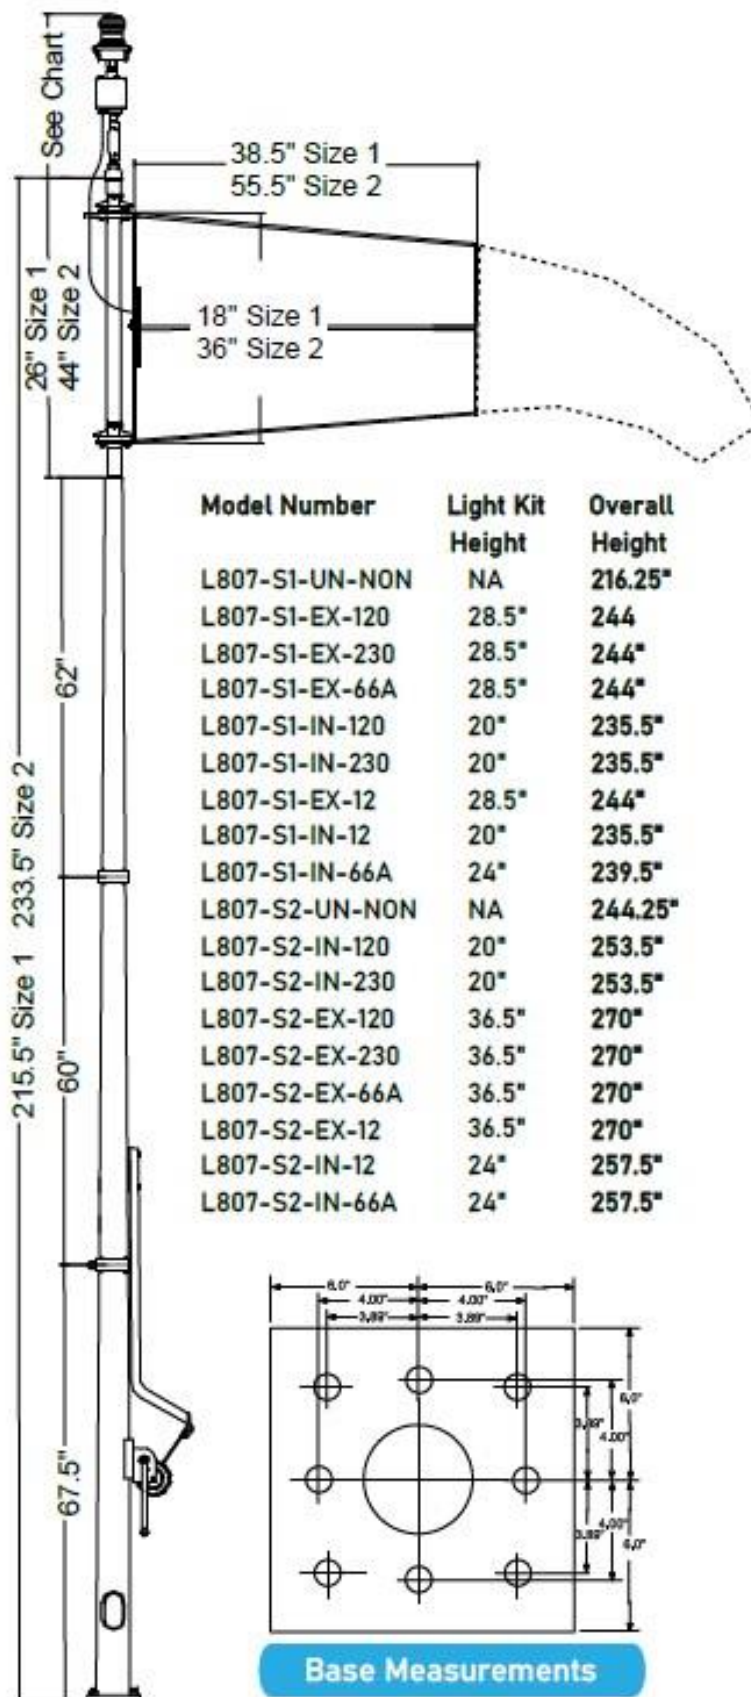 See Chart
38.5" Size 1
55.5" Size 2
26" Size 1
44" Size 2
18" Size 1
36" Size 2
Model Number Light Kit Height Overall Height
L807-S1-UN-NON NA 216.25"
L807-S1-EX-120 28.5" 244
L807-S1-EX-230 28.5" 244"
L807-S1-EX-66A 28.5" 244"
L807-S1-IN-120 20" 235.5"
L807-S1-IN-230 20" 235.5"
L807-S1-EX-12 28.5" 244"
L807-S1-IN-12 20" 235.5"
L807-S1-IN-66A 24" 239.5"
L807-S2-UN-NON NA 244.25"
L807-S2-IN-120 20" 253.5"
L807-S2-IN-230 20" 253.5"
L807-S2-EX-120 36.5" 270"
L807-S2-EX-230 36.5" 270"
L807-S2-EX-66A 36.5" 270"
L807-S2-EX-12 36.5" 270"
L807-S2-IN-12 24" 257.5"
L807-S2-IN-66A 24" 257.5"
62"
215.5" Size 1 233.5" Size 2
60"
67.5"
6.0" 6.0"
4.00" 4.00"
3.89" 3.89"
6.0"
3.89"
4.00"
3.89"
4.00"
6.0"
Base Measurements